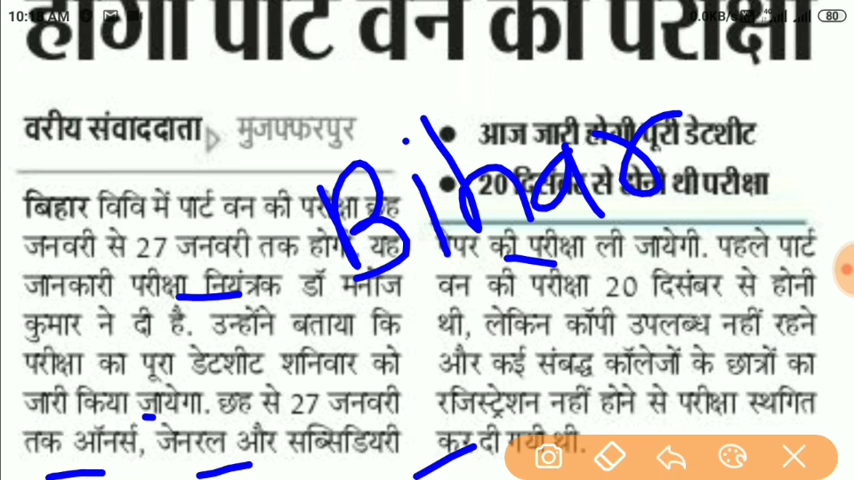 10:18 AM
0.0KB/s
4G
80
होगी पार्ट वन की परीक्षा
वरीय संवाददाता मुजफ्फरपुर
बिहार विवि में पार्ट वन की परीक्षा छह
जनवरी से 27 जनवरी तक होगी. यह
जानकारी परीक्षा नियंत्रक डॉ मनोज
कुमार ने दी है. उन्होंने बताया कि
परीक्षा का पूरा डेटशीट शनिवार को
जारी किया जायेगा. छह से 27 जनवरी
तक ऑनर्स, जेनरल और सब्सिडियरी
● आज जारी होगी पूरी डेटशीट
● 20 दिसंबर से होनी थी परीक्षा
पेपर की परीक्षा ली जायेगी. पहले पार्ट
वन की परीक्षा 20 दिसंबर से होनी
थी, लेकिन कॉपी उपलब्ध नहीं रहने
और कई संबद्ध कॉलेजों के छात्रों का
रजिस्ट्रेशन नहीं होने से परीक्षा स्थगित
कर दी गयी थी.
Bihar